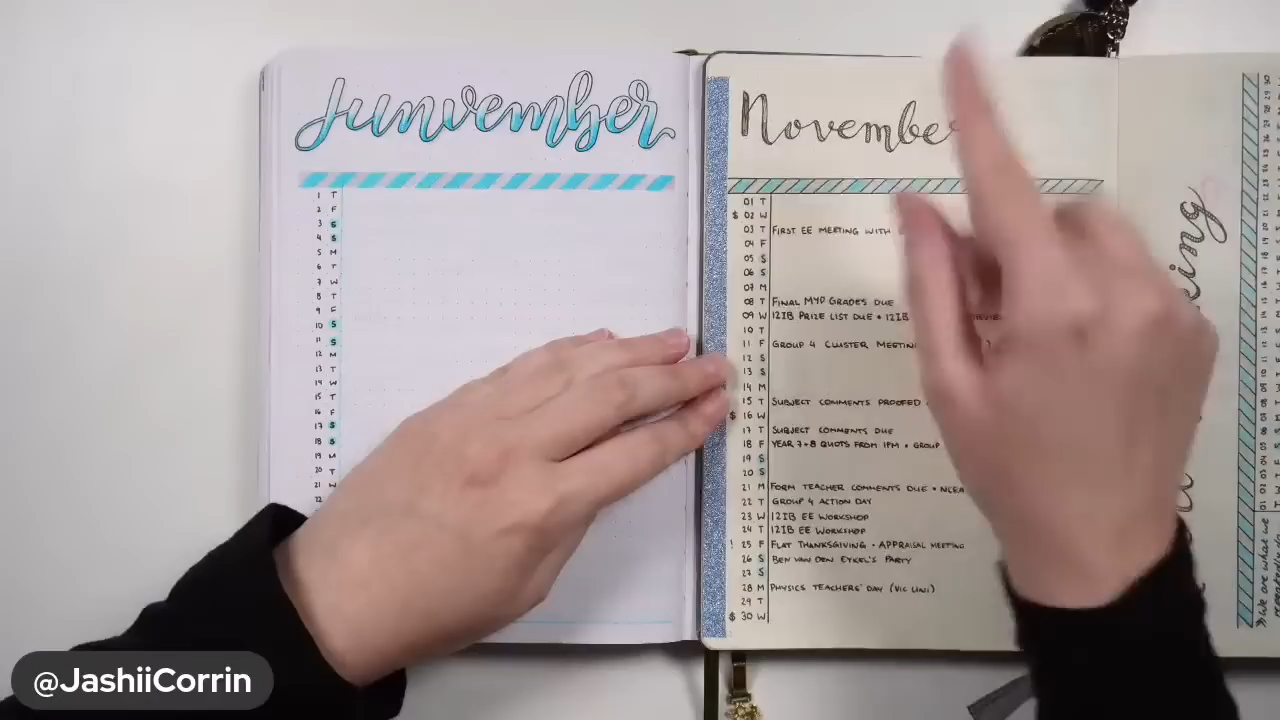 Junvember
1 T
2 F
3 S
4 S
5 M
6 T
7 W
8 T
9 F
10 S
11 S
12 M
13 T
14 W
15 T
16 F
17 S
18 S
19 M
20 T
21 W
November
01 T
$ 02 W
03 T FIRST EE MEETING WITH
04 F
05 S
06 S
07 M
08 T FINAL MYP GRADES DUE
09 W 12IB PRIZE LIST DUE • 12IB
10 T
11 F GROUP 4 CLUSTER
12 S
13 S
14 M
15 T SUBJECT COMMENTS PROOFED
$ 16 W
17 T SUBJECT COMMENTS DUE
18 F YEAR 7+8 QUOTS FROM 1PM • GROUP
19 S
20 S
21 M FORM TEACHER COMMENTS DUE • NCEA
22 T GROUP 4 ACTION DAY
23 W 12IB EE WORKSHOP
24 T 12IB EE WORKSHOP
! 25 F FLAT THANKSGIVING • APPRAISAL MEETING
26 S BEN VAN DEN EYKEL'S PARTY
27 S
28 M PHYSICS TEACHERS' DAY (VIC UNI)
29 T
$ 30 W
» We are what we
@JashiiCorrin